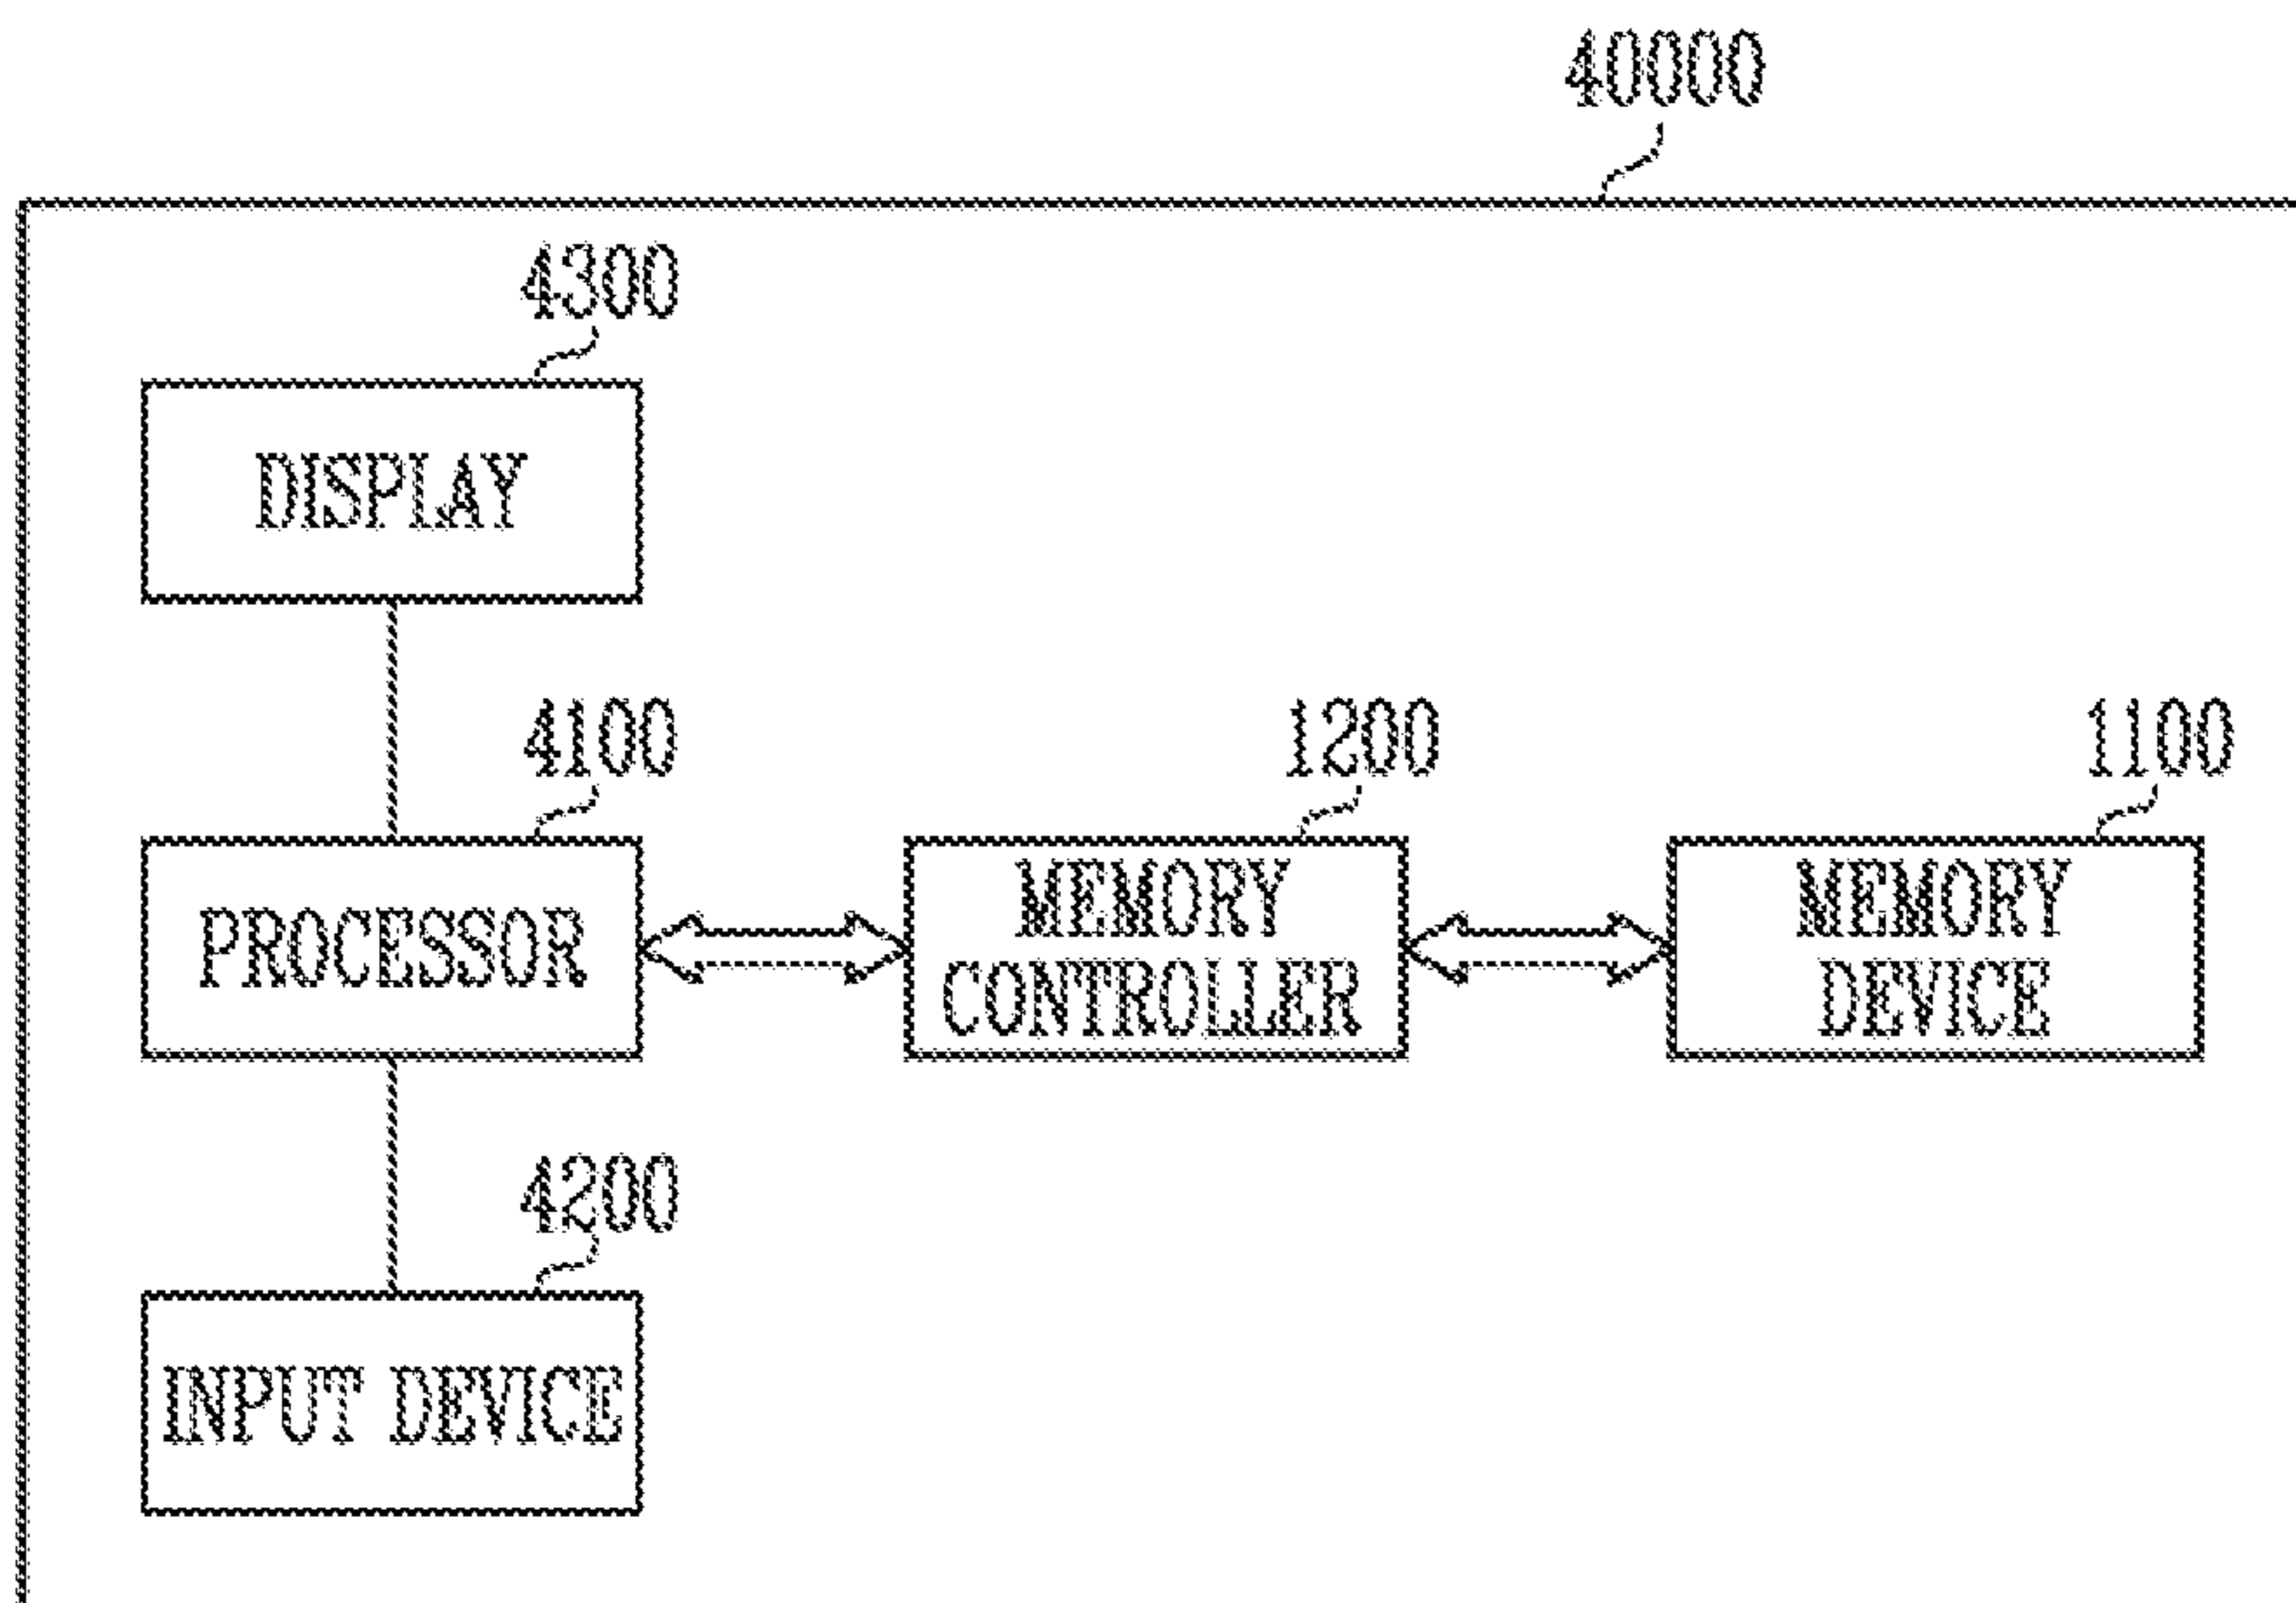 40000
4300
DISPLAY
4100
PROCESSOR
1200
MEMORY
CONTROLLER
1100
MEMORY
DEVICE
4200
INPUT DEVICE